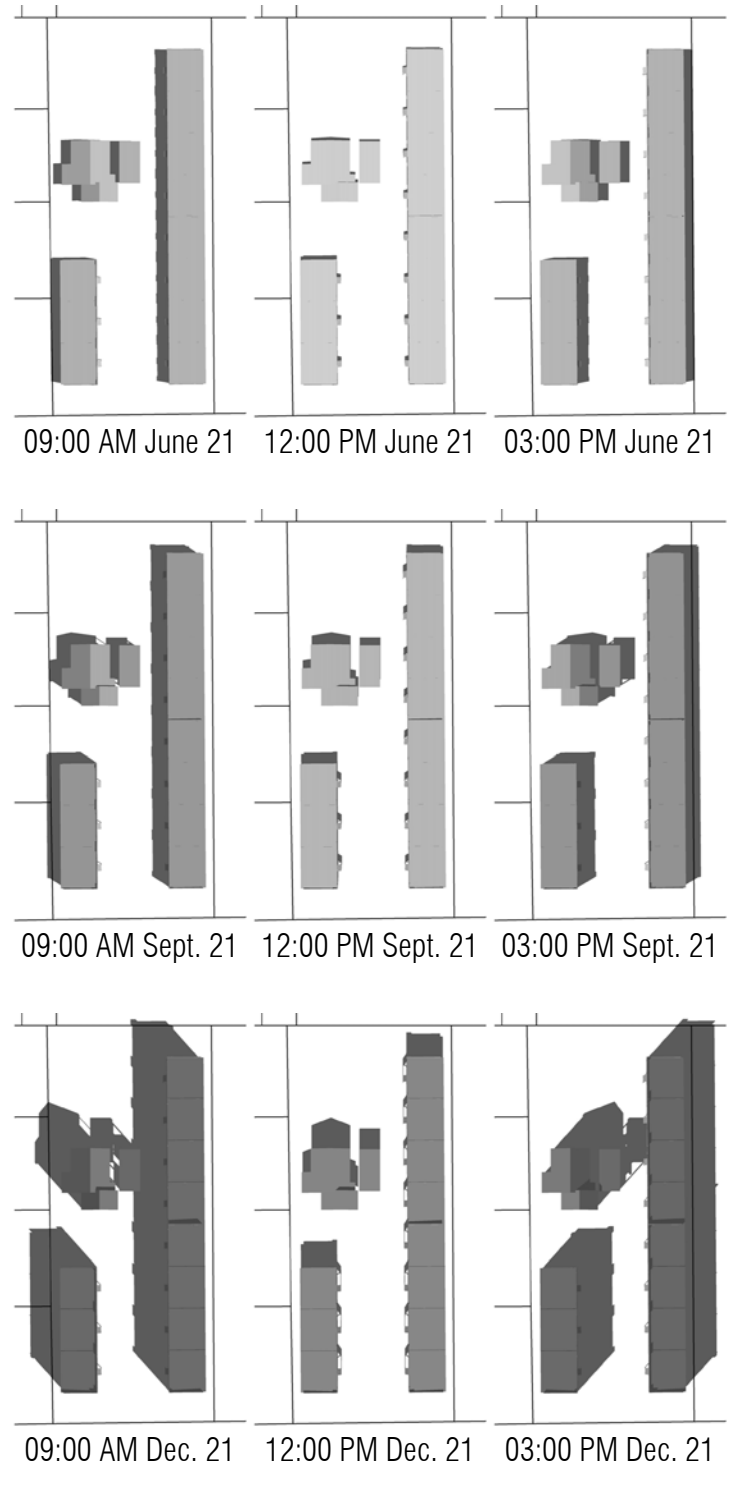 09:00 AM June 21
12:00 PM June 21
03:00 PM June 21
09:00 AM Sept. 21
12:00 PM Sept. 21
03:00 PM Sept. 21
09:00 AM Dec. 21
12:00 PM Dec. 21
03:00 PM Dec. 21